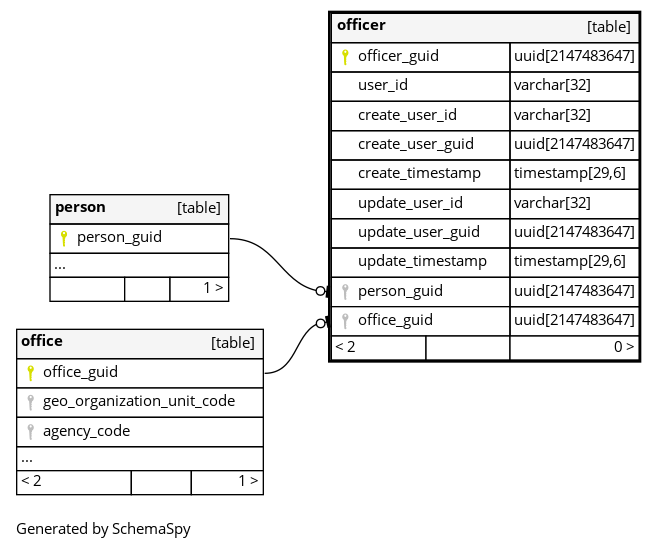 officer [table]
officer_guid uuid[2147483647]
user_id varchar[32]
create_user_id varchar[32]
create_user_guid uuid[2147483647]
create_timestamp timestamp[29,6]
update_user_id varchar[32]
update_user_guid uuid[2147483647]
update_timestamp timestamp[29,6]
person_guid uuid[2147483647]
office_guid uuid[2147483647]
< 2 0 >
person [table]
person_guid
...
1 >
office [table]
office_guid
geo_organization_unit_code
agency_code
...
< 2 1 >
Generated by SchemaSpy